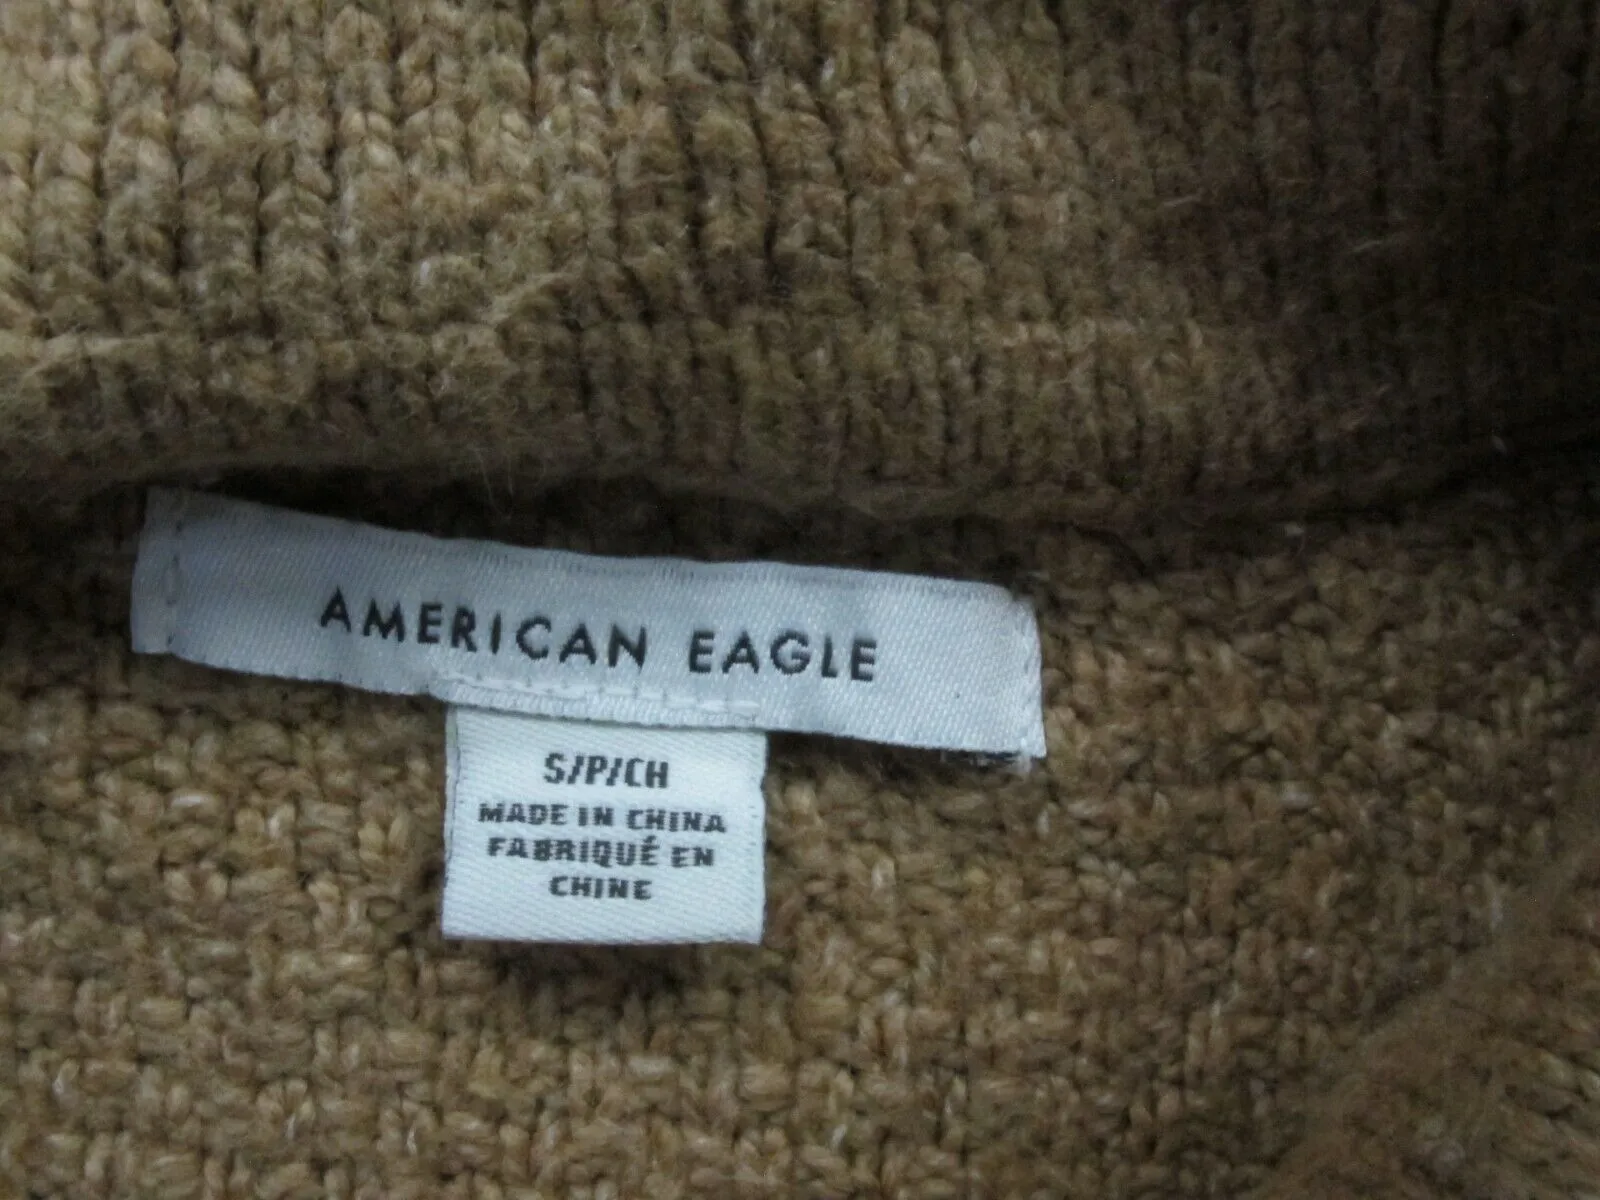 AMERICAN EAGLE
S/P/CH
MADE IN CHINA
FABRIQUÉ EN
CHINE